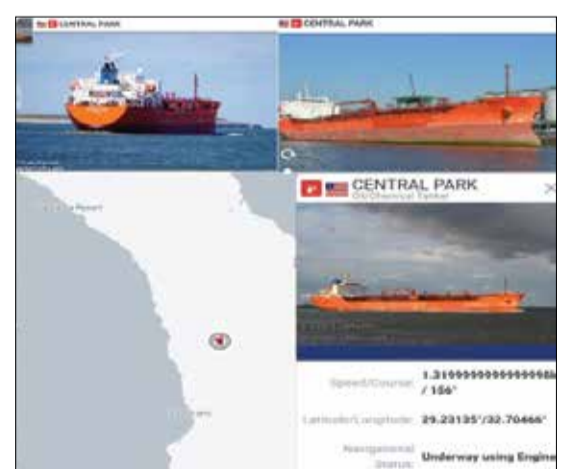 CENTRAL PARK
CENTRAL PARK
CENTRAL PARK
Oil/Chemical Tanker
Speed/Course:
1.3199999999999998k
/ 156°
Latitude/Longitude:
29.23135°/32.70466°
Navigational
Status:
Underway using Engine